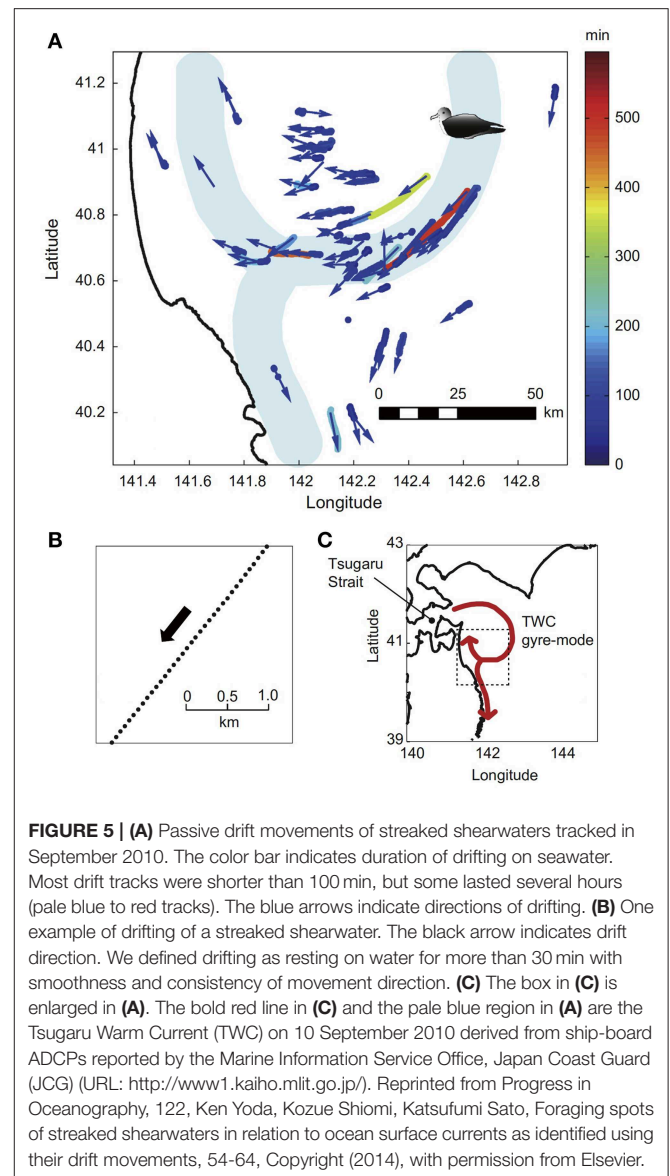 A
min
41.2
41
40.8
40.6
40.4
40.2
Latitude
500
400
300
200
100
0
0 25 50
km
141.4 141.6 141.8 142 142.2 142.4 142.6 142.8
Longitude
B
0 0.5 1.0
km
C
43
41
39
Latitude
Tsugaru
Strait
TWC
gyre-mode
140 142 144
Longitude
FIGURE 5 | (A) Passive drift movements of streaked shearwaters tracked in
September 2010. The color bar indicates duration of drifting on seawater.
Most drift tracks were shorter than 100 min, but some lasted several hours
(pale blue to red tracks). The blue arrows indicate directions of drifting. (B) One
example of drifting of a streaked shearwater. The black arrow indicates drift
direction. We defined drifting as resting on water for more than 30 min with
smoothness and consistency of movement direction. (C) The box in (C) is
enlarged in (A). The bold red line in (C) and the pale blue region in (A) are the
Tsugaru Warm Current (TWC) on 10 September 2010 derived from ship-board
ADCPs reported by the Marine Information Service Office, Japan Coast Guard
(JCG) (URL: http://www1.kaiho.mlit.go.jp/). Reprinted from Progress in
Oceanography, 122, Ken Yoda, Kozue Shiomi, Katsufumi Sato, Foraging spots
of streaked shearwaters in relation to ocean surface currents as identified using
their drift movements, 54-64, Copyright (2014), with permission from Elsevier.